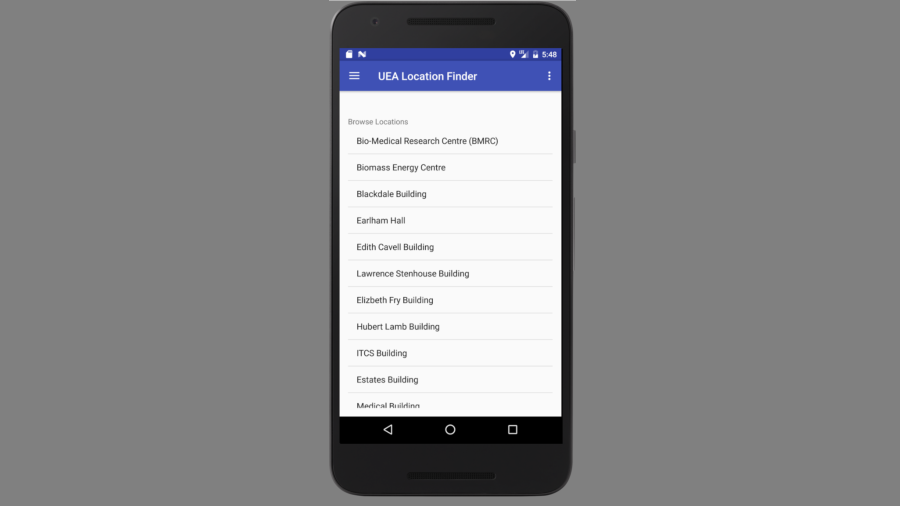 5:48
UEA Location Finder
Browse Locations
Bio-Medical Research Centre (BMRC)
Biomass Energy Centre
Blackdale Building
Earlham Hall
Edith Cavell Building
Lawrence Stenhouse Building
Elizbeth Fry Building
Hubert Lamb Building
ITCS Building
Estates Building
Medical Building